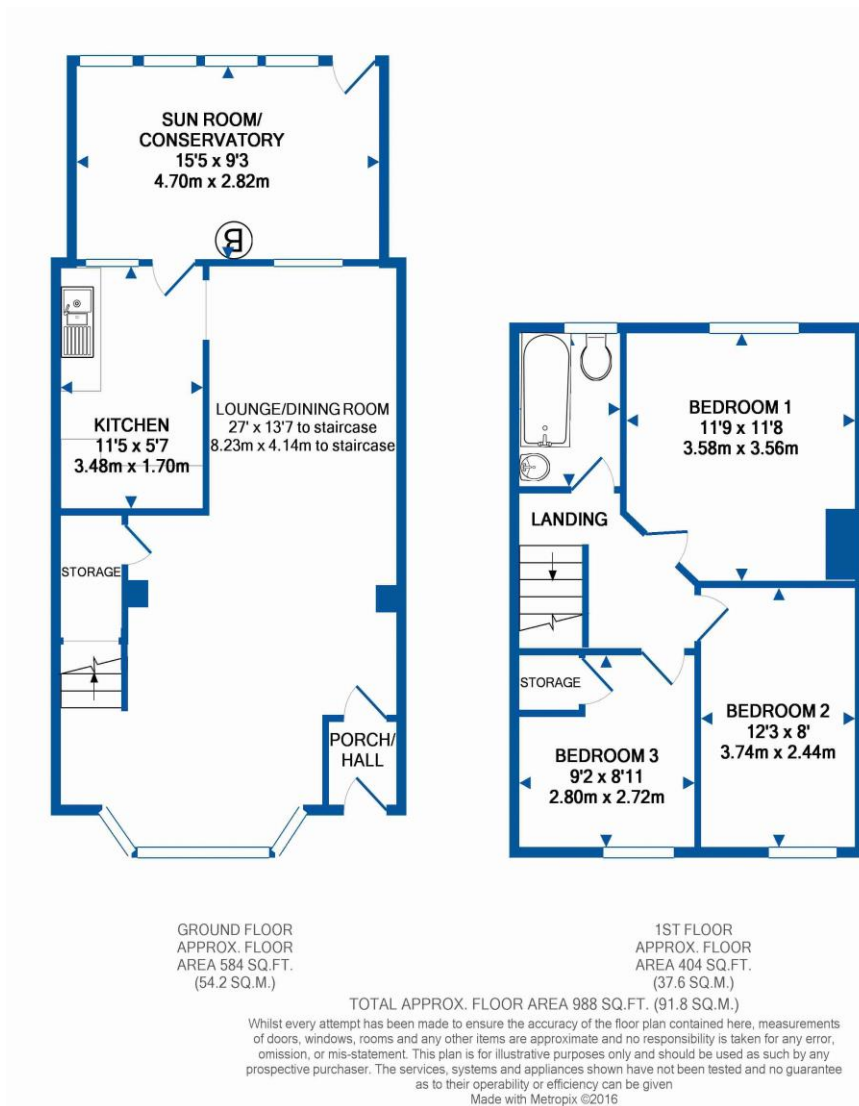 SUN ROOM/
CONSERVATORY
15'5 x 9'3
4.70m x 2.82m
B
KITCHEN
11'5 x 5'7
3.48m x 1.70m
LOUNGE/DINING ROOM
27' x 13'7 to staircase
8.23m x 4.14m to staircase
STORAGE
PORCH/
HALL
GROUND FLOOR
APPROX. FLOOR
AREA 584 SQ.FT.
(54.2 SQ.M.)
BEDROOM 1
11'9 x 11'8
3.58m x 3.56m
LANDING
STORAGE
BEDROOM 2
12'3 x 8'
3.74m x 2.44m
BEDROOM 3
9'2 x 8'11
2.80m x 2.72m
1ST FLOOR
APPROX. FLOOR
AREA 404 SQ.FT.
(37.6 SQ.M.)
TOTAL APPROX. FLOOR AREA 988 SQ.FT. (91.8 SQ.M.)
Whilst every attempt has been made to ensure the accuracy of the floor plan contained here, measurements
of doors, windows, rooms and any other items are approximate and no responsibility is taken for any error,
omission, or mis-statement. This plan is for illustrative purposes only and should be used as such by any
prospective purchaser. The services, systems and appliances shown have not been tested and no guarantee
as to their operability or efficiency can be given
Made with Metropix ©2016